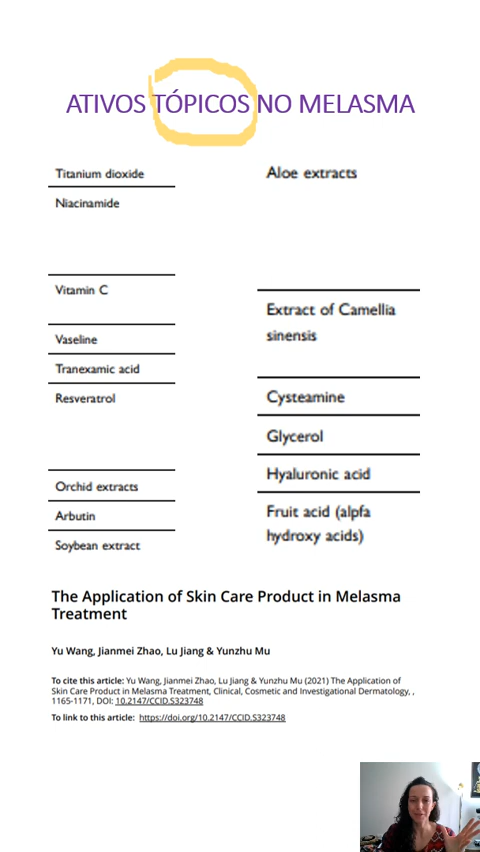 ATIVOS TÓPICOS NO MELASMA
Titanium dioxide
Niacinamide
Vitamin C
Vaseline
Tranexamic acid
Resveratrol
Orchid extracts
Arbutin
Soybean extract
Aloe extracts
Extract of Camellia
sinensis
Cysteamine
Glycerol
Hyaluronic acid
Fruit acid (alpfa
hydroxy acids)
The Application of Skin Care Product in Melasma
Treatment
Yu Wang, Jianmei Zhao, Lu Jiang & Yunzhu Mu
To cite this article: Yu Wang, Jianmei Zhao, Lu Jiang & Yunzhu Mu (2021) The Application of
Skin Care Product in Melasma Treatment, Clinical, Cosmetic and Investigational Dermatology, ,
1165-1171, DOI: 10.2147/CCID.S323748
To link to this article: https://doi.org/10.2147/CCID.S323748